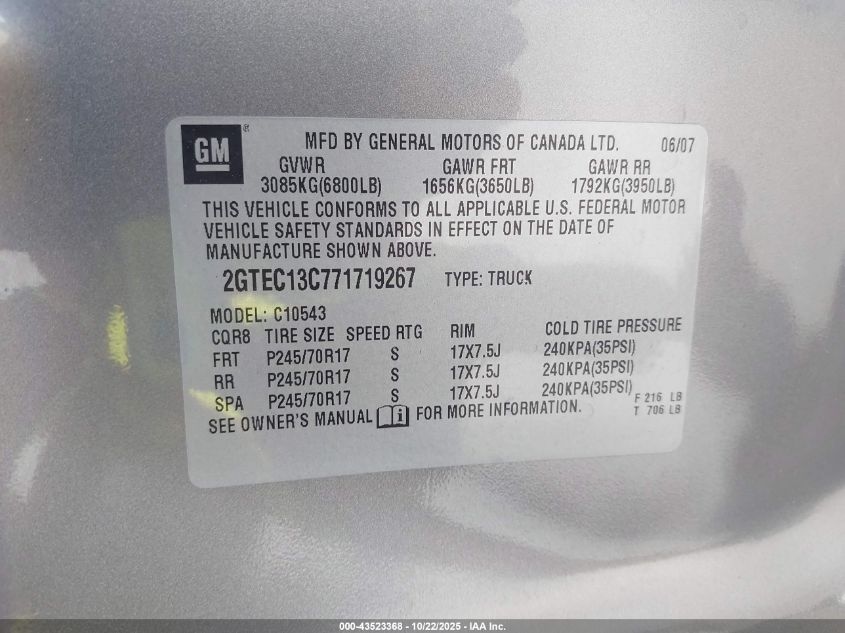 GM®
MFD BY GENERAL MOTORS OF CANADA LTD. 06/07
GVWR GAWR FRT GAWR RR
3085KG(6800LB) 1656KG(3650LB) 1792KG(3950LB)
THIS VEHICLE CONFORMS TO ALL APPLICABLE U.S. FEDERAL MOTOR
VEHICLE SAFETY STANDARDS IN EFFECT ON THE DATE OF
MANUFACTURE SHOWN ABOVE.
2GTEC13C771719267 TYPE: TRUCK
MODEL: C10543
CQR8 TIRE SIZE SPEED RTG RIM COLD TIRE PRESSURE
FRT P245/70R17 S 17X7.5J 240KPA(35PSI)
RR P245/70R17 S 17X7.5J 240KPA(35PSI)
SPA P245/70R17 S 17X7.5J 240KPA(35PSI)
F 216 LB
T 706 LB
SEE OWNER'S MANUAL i FOR MORE INFORMATION.
000-43523368 - 10/22/2025 - IAA Inc.